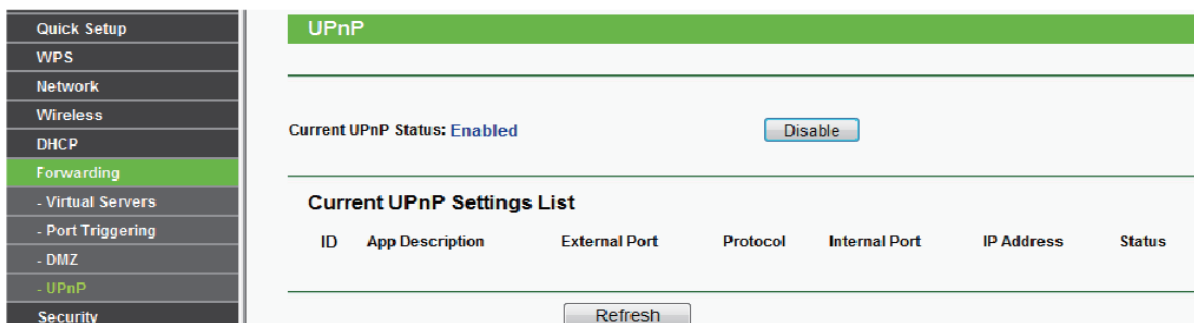 Quick Setup
WPS
Network
Wireless
DHCP
Forwarding
- Virtual Servers
- Port Triggering
- DMZ
- UPnP
Security
UPnP
Current UPnP Status: Enabled
Disable
Current UPnP Settings List
ID App Description External Port Protocol Internal Port IP Address Status
Refresh